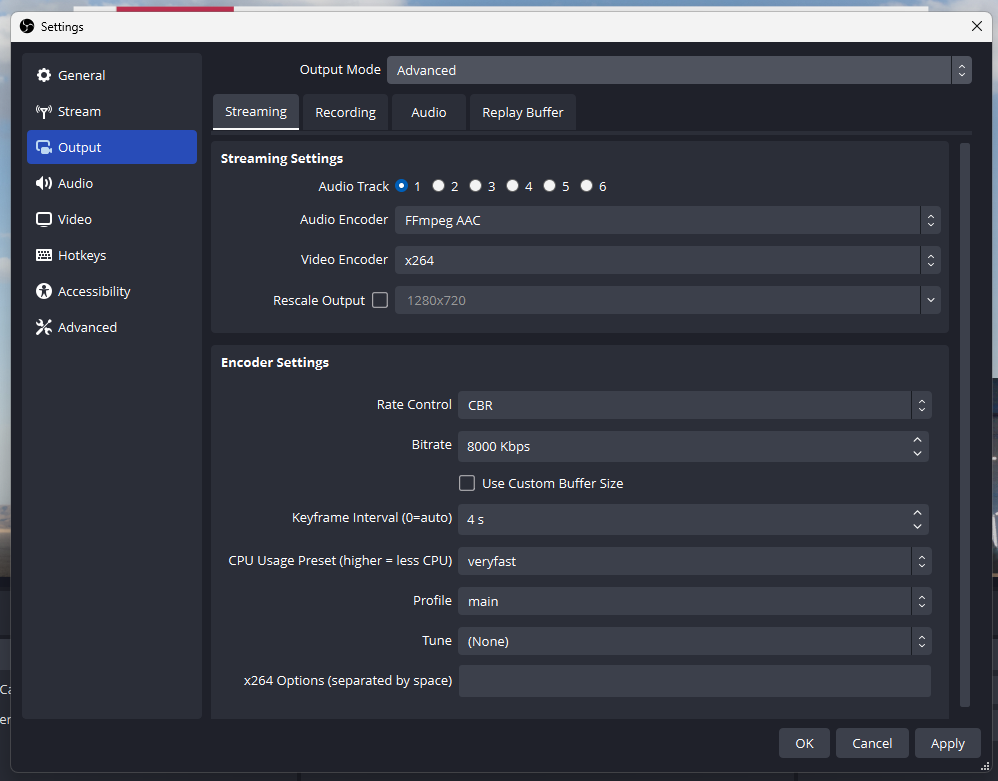 Settings
General
Stream
Output
Audio
Video
Hotkeys
Accessibility
Advanced
Output Mode Advanced
Streaming Recording Audio Replay Buffer
Streaming Settings
Audio Track 1 2 3 4 5 6
Audio Encoder FFmpeg AAC
Video Encoder x264
Rescale Output 1280x720
Encoder Settings
Rate Control CBR
Bitrate 8000 Kbps
Use Custom Buffer Size
Keyframe Interval (0=auto) 4 s
CPU Usage Preset (higher = less CPU) veryfast
Profile main
Tune (None)
x264 Options (separated by space)
OK Cancel Apply
Ca
er